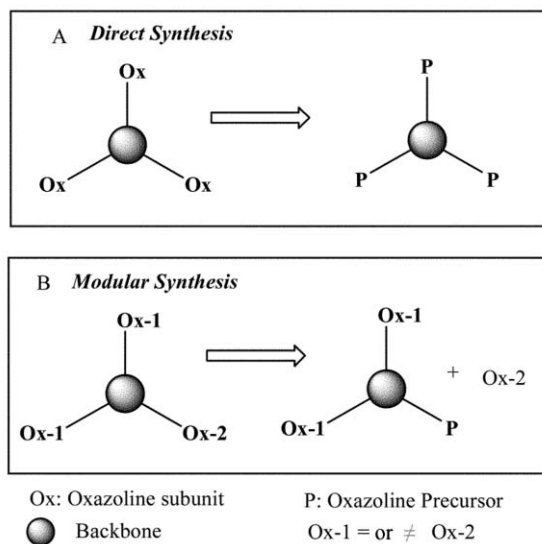 A Direct Synthesis
Ox
P
Ox
Ox
P
P
B Modular Synthesis
Ox-1
Ox-1
+ Ox-2
Ox-1
Ox-2
Ox-1
P
Ox: Oxazoline subunit
P: Oxazoline Precursor
Backbone
Ox-1 = or ≠ Ox-2